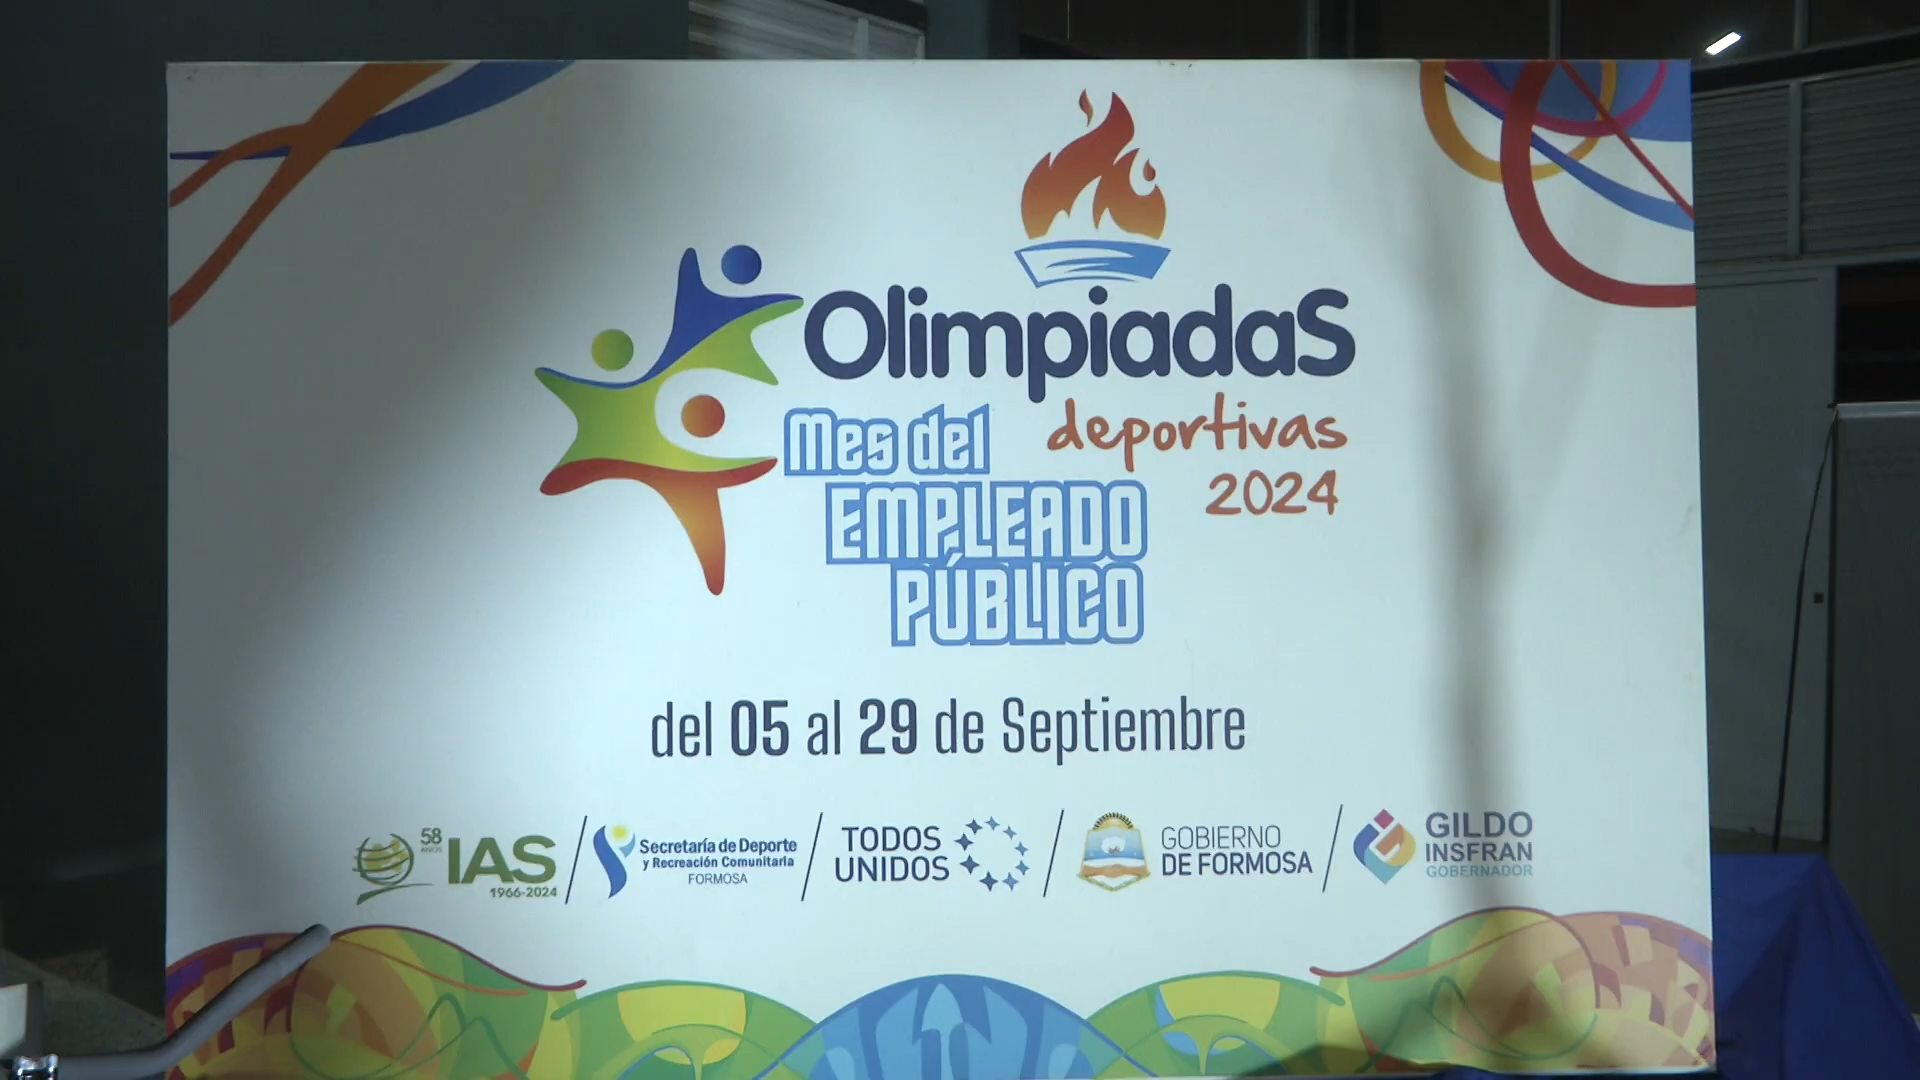 OlimpiadaS
deportivas
2024
Mes del
EMPLEADO
PÚBLICO
del 05 al 29 de Septiembre
58
AÑOS
IAS
1966-2024
Secretaría de Deporte
y Recreación Comunitaria
FORMOSA
TODOS
UNIDOS
GOBIERNO
DE FORMOSA
GILDO
INSFRAN
GOBERNADOR